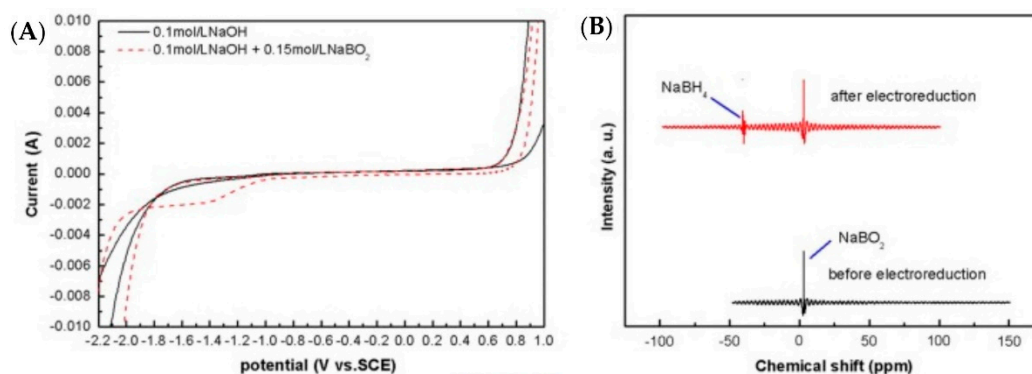 (A)
0.1mol/LNaOH
0.1mol/LNaOH + 0.15mol/LNaBO₂
Current (A)
0.010
0.008
0.006
0.004
0.002
0.000
-0.002
-0.004
-0.006
-0.008
-0.010
-2.2 -2.0 -1.8 -1.6 -1.4 -1.2 -1.0 -0.8 -0.6 -0.4 -0.2 0.0 0.2 0.4 0.6 0.8 1.0
potential (V vs.SCE)
(B)
NaBH₄
after electroreduction
Intensity (a. u.)
NaBO₂
before electroreduction
-100 -50 0 50 100 150
Chemical shift (ppm)